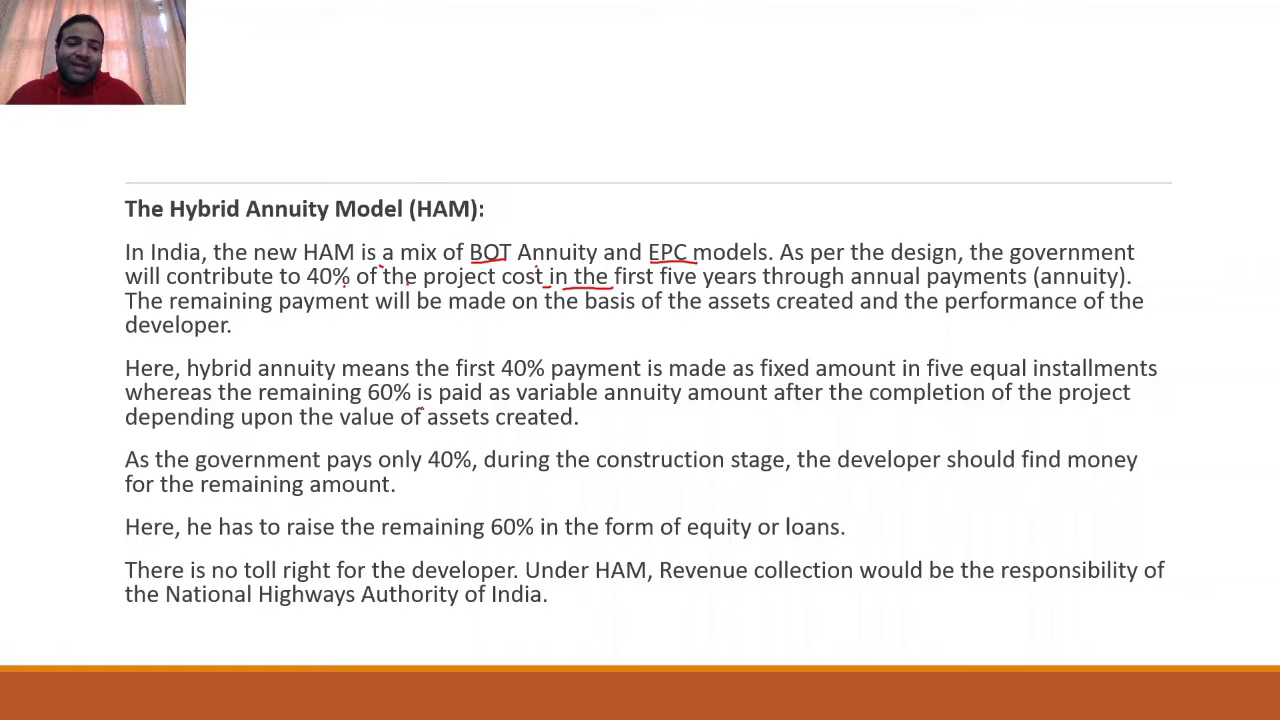 The Hybrid Annuity Model (HAM):
In India, the new HAM is a mix of BOT Annuity and EPC models. As per the design, the government
will contribute to 40% of the project cost in the first five years through annual payments (annuity).
The remaining payment will be made on the basis of the assets created and the performance of the
developer.
Here, hybrid annuity means the first 40% payment is made as fixed amount in five equal installments
whereas the remaining 60% is paid as variable annuity amount after the completion of the project
depending upon the value of assets created.
As the government pays only 40%, during the construction stage, the developer should find money
for the remaining amount.
Here, he has to raise the remaining 60% in the form of equity or loans.
There is no toll right for the developer. Under HAM, Revenue collection would be the responsibility of
the National Highways Authority of India.